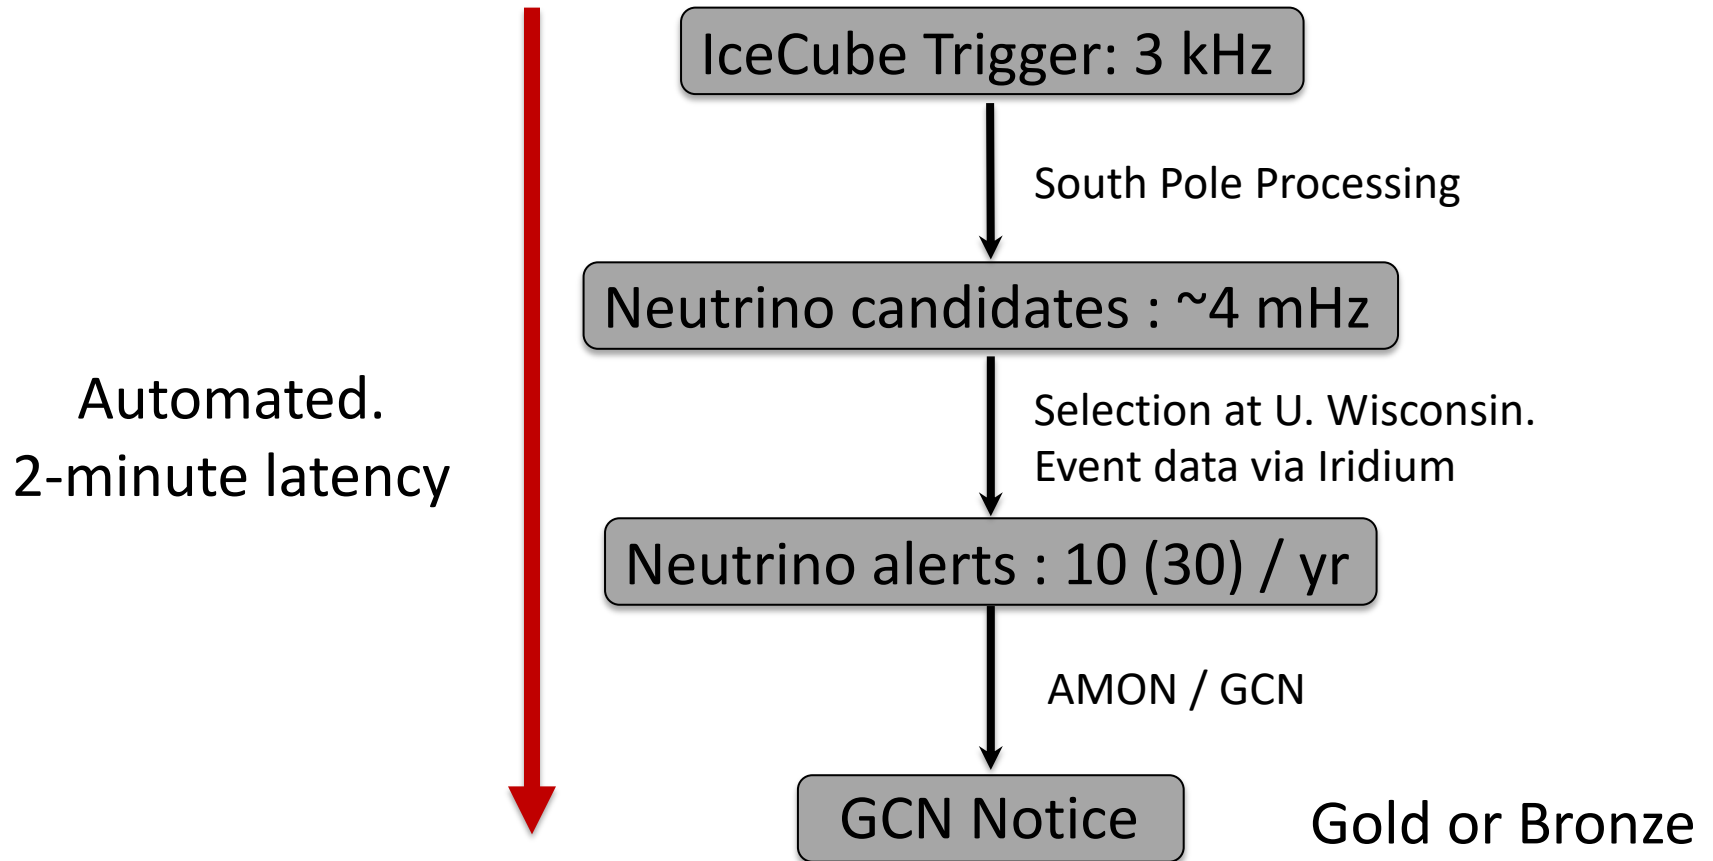 IceCube Trigger: 3 kHz
South Pole Processing
Neutrino candidates : ~4 mHz
Automated.
2-minute latency
Selection at U. Wisconsin.
Event data via Iridium
Neutrino alerts : 10 (30) / yr
AMON / GCN
GCN Notice
Gold or Bronze